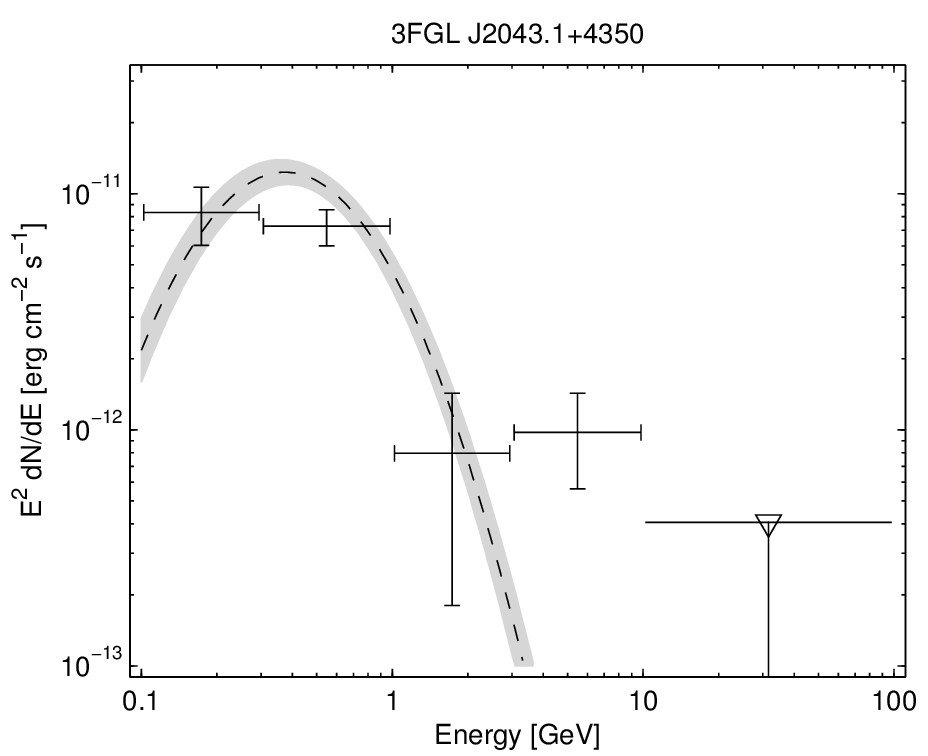 3FGL J2043.1+4350
10⁻¹¹
10⁻¹²
10⁻¹³
E² dN/dE [erg cm⁻² s⁻¹]
0.1 1 10 100
Energy [GeV]